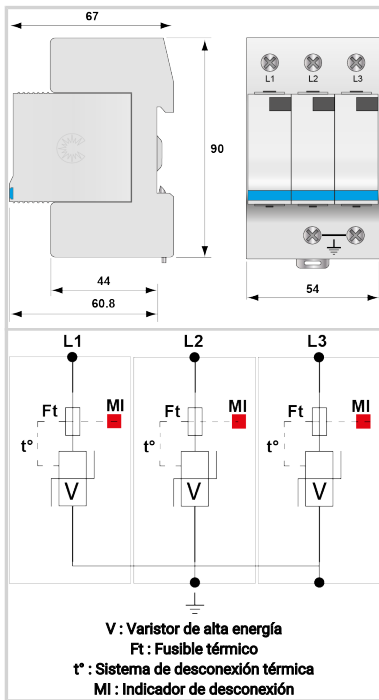 67
L1 L2 L3
90
44
60.8
54
L1 L2 L3
Ft MI Ft MI Ft MI
t° t° t°
V V V
V : Varistor de alta energía
Ft : Fusible térmico
t° : Sistema de desconexión térmica
MI : Indicador de desconexión